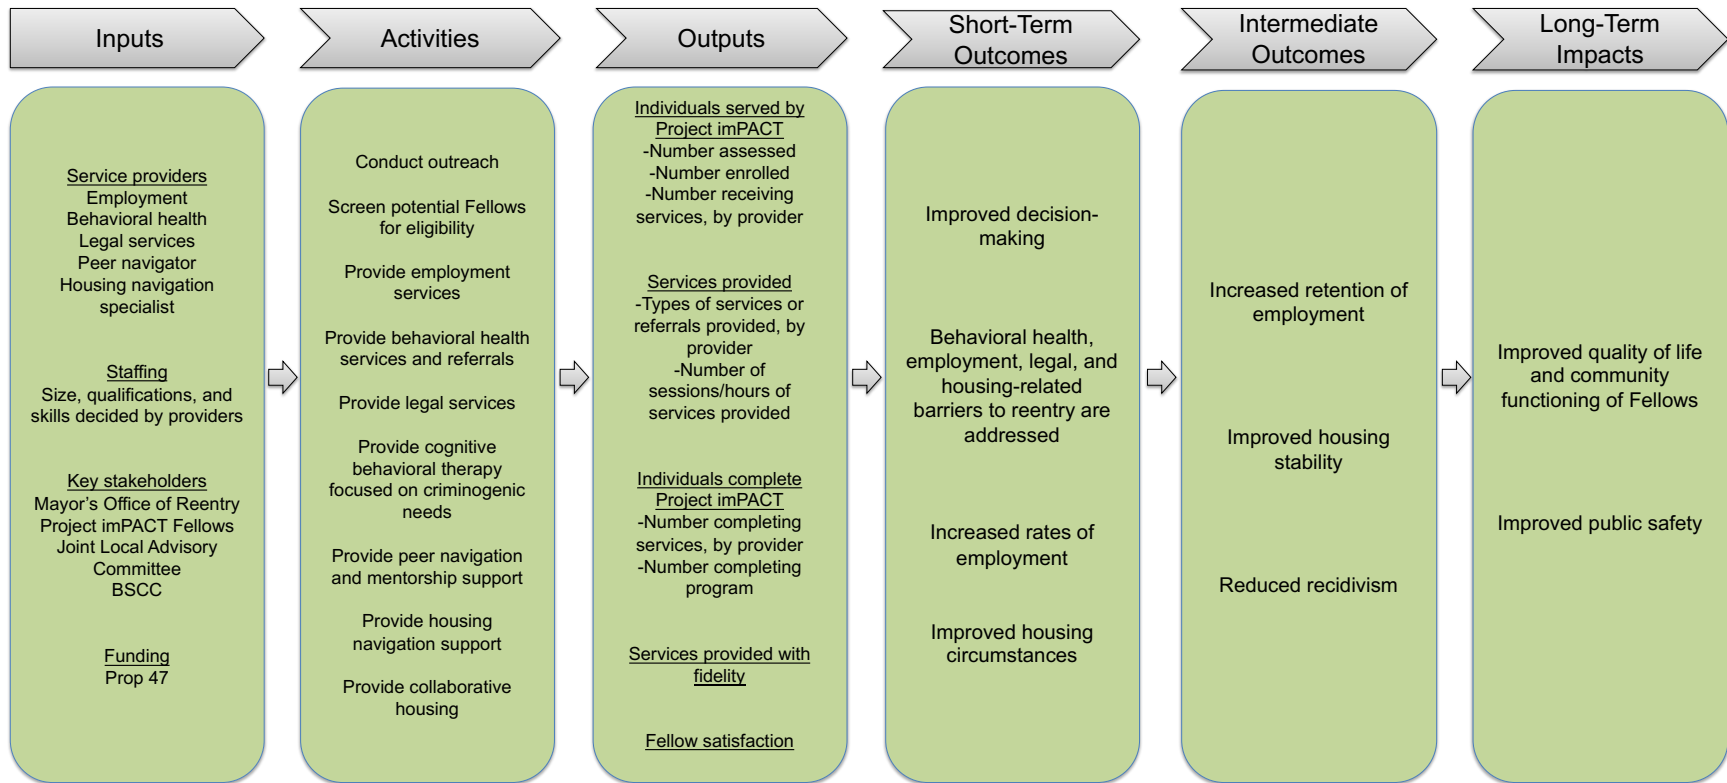 Inputs
Activities
Outputs
Short-Term
Outcomes
Intermediate
Outcomes
Long-Term
Impacts
Service providers
Employment
Behavioral health
Legal services
Peer navigator
Housing navigation
specialist
Staffing
Size, qualifications, and
skills decided by providers
Key stakeholders
Mayor’s Office of Reentry
Project imPACT Fellows
Joint Local Advisory
Committee
BSCC
Funding
Prop 47
Conduct outreach
Screen potential Fellows
for eligibility
Provide employment
services
Provide behavioral health
services and referrals
Provide legal services
Provide cognitive
behavioral therapy
focused on criminogenic
needs
Provide peer navigation
and mentorship support
Provide housing
navigation support
Provide collaborative
housing
Individuals served by
Project imPACT
-Number assessed
-Number enrolled
-Number receiving
services, by provider
Services provided
-Types of services or
referrals provided, by
provider
-Number of
sessions/hours of
services provided
Individuals complete
Project imPACT
-Number completing
services, by provider
-Number completing
program
Services provided with
fidelity
Fellow satisfaction
Improved decision-
making
Behavioral health,
employment, legal, and
housing-related
barriers to reentry are
addressed
Increased rates of
employment
Improved housing
circumstances
Increased retention of
employment
Improved housing
stability
Reduced recidivism
Improved quality of life
and community
functioning of Fellows
Improved public safety